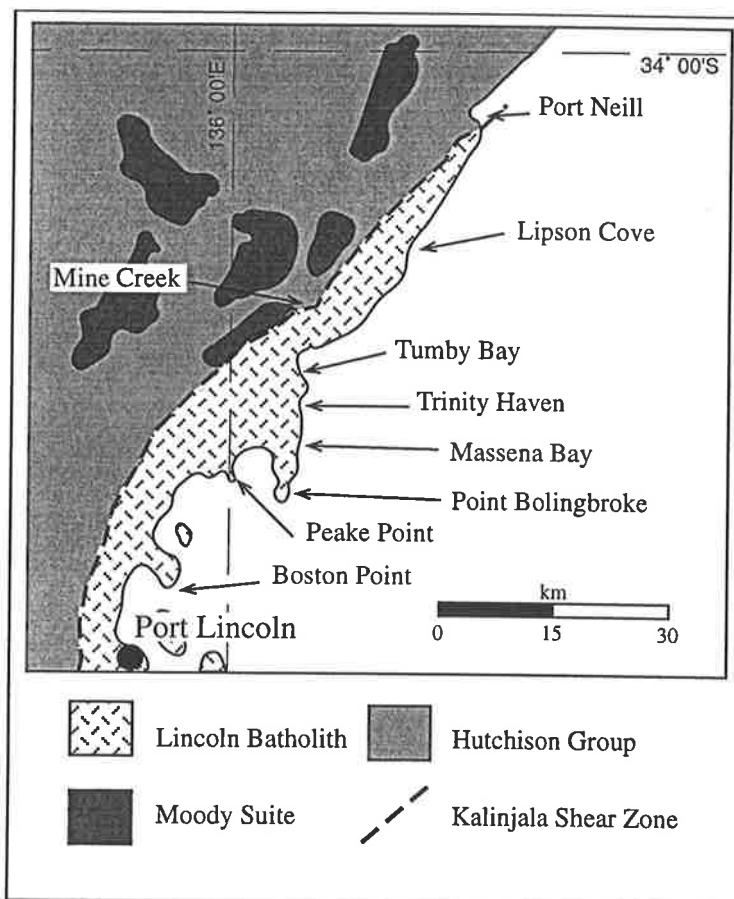 34° 00'S
136° 00'E
Port Neill
Lipson Cove
Mine Creek
Tumby Bay
Trinity Haven
Massena Bay
Point Bolingbroke
Peake Point
Boston Point
Port Lincoln
km
0 15 30
Lincoln Batholith
Hutchison Group
Moody Suite
Kalinjala Shear Zone